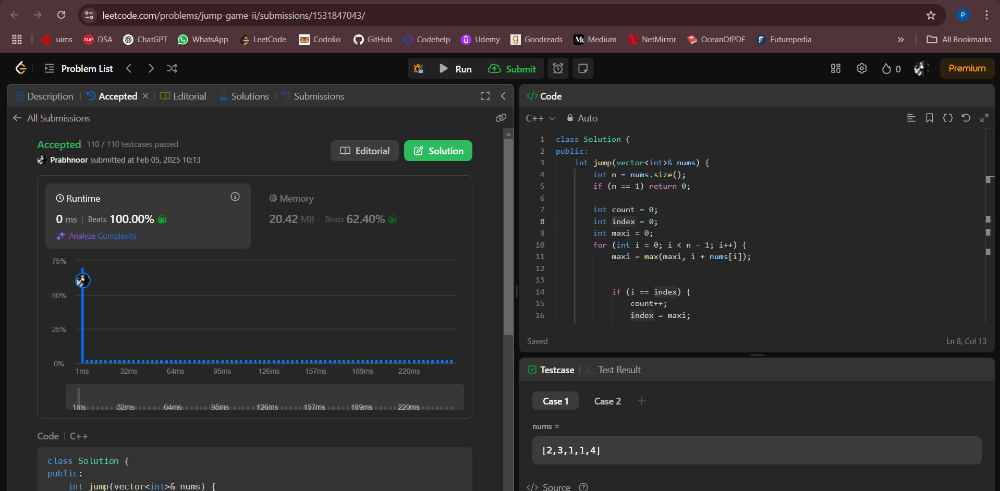 leetcode.com/problems/jump-game-ii/submissions/1531847043/
P
uims TUF DSA ChatGPT WhatsApp LeetCode Codolio GitHub Codehelp Udemy Goodreads Medium NetMirror OceanOfPDF Futurepedia » All Bookmarks
Problem List Run Submit 0 Premium
Description Accepted Editorial Solutions Submissions
All Submissions
Accepted 110 / 110 testcases passed
Prabhnoor submitted at Feb 05, 2025 10:13
Editorial Solution
Runtime
0 ms Beats 100.00%
Analyze Complexity
Memory
20.42 MB Beats 62.40%
75%
50%
25%
0%
1ms 32ms 64ms 95ms 126ms 157ms 189ms 220ms
1ms 32ms 64ms 95ms 126ms 157ms 189ms 220ms
Code C++
class Solution {
public:
int jump(vector<int>& nums) {
</> Code
C++ Auto
1 class Solution {
2 public:
3 int jump(vector<int>& nums) {
4 int n = nums.size();
5 if (n == 1) return 0;
6
7 int count = 0;
8 int index = 0;
9 int maxi = 0;
10 for (int i = 0; i < n - 1; i++) {
11 maxi = max(maxi, i + nums[i]);
12
13
14 if (i == index) {
15 count++;
16 index = maxi;
Saved Ln 8, Col 13
Testcase >_ Test Result
Case 1 Case 2 +
nums =
[2,3,1,1,4]
</> Source ?